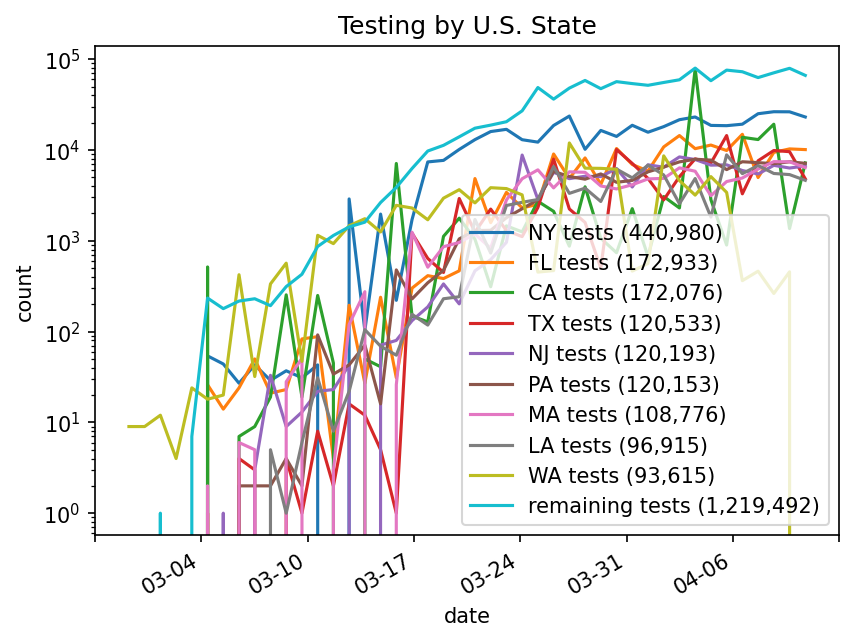 Testing by U.S. State
count
10^5
10^4
10^3
10^2
10^1
10^0
NY tests (440,980)
FL tests (172,933)
CA tests (172,076)
TX tests (120,533)
NJ tests (120,193)
PA tests (120,153)
MA tests (108,776)
LA tests (96,915)
WA tests (93,615)
remaining tests (1,219,492)
03-04 03-10 03-17 03-24 03-31 04-06
date